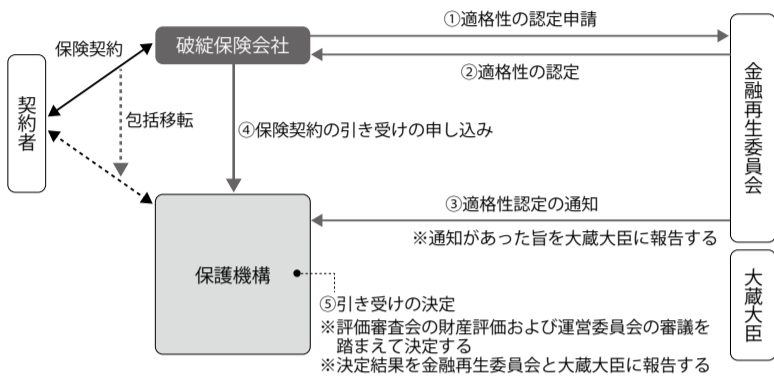 ①適格性の認定申請
保険契約
破綻保険会社
②適格性の認定
契約者
包括移転
④保険契約の引き受けの申し込み
金融再生委員会
③適格性認定の通知
※通知があった旨を大蔵大臣に報告する
保護機構
大蔵大臣
⑤引き受けの決定
※評価審査会の財産評価および運営委員会の審議を
踏まえて決定する
※決定結果を金融再生委員会と大蔵大臣に報告する